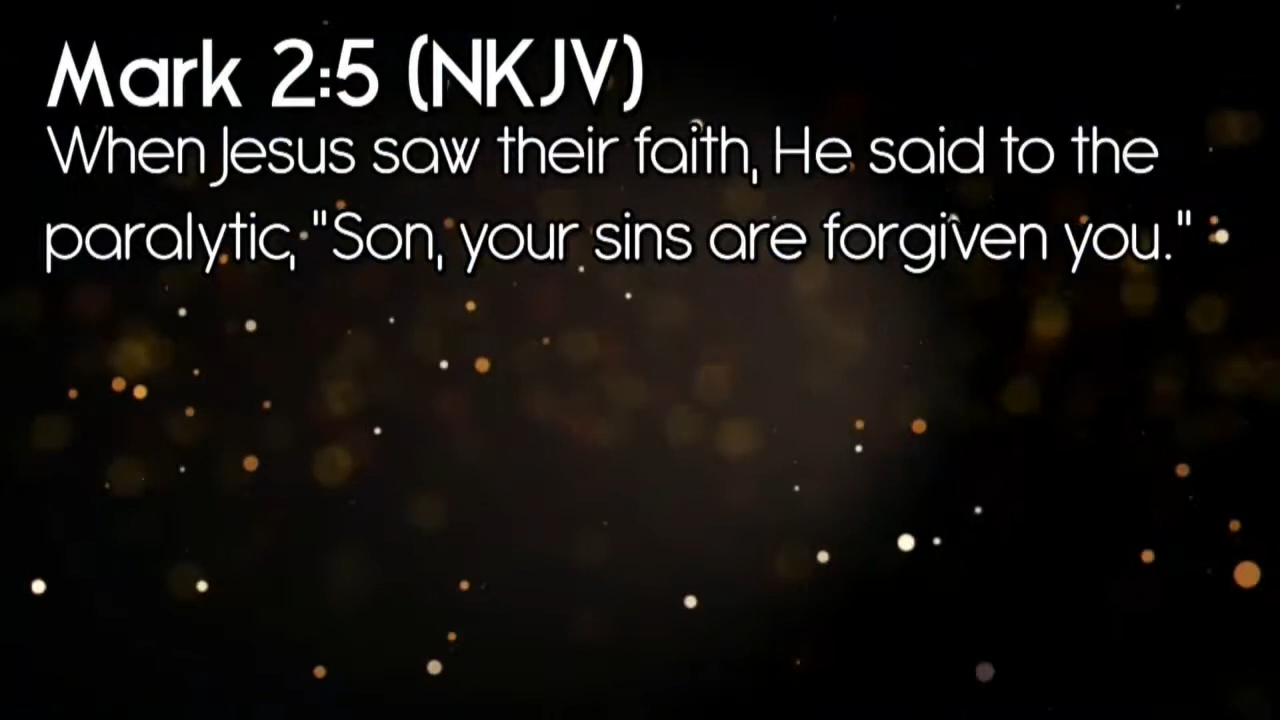 Mark 2:5 (NKJV)
When Jesus saw their faith, He said to the
paralytic, "Son, your sins are forgiven you."